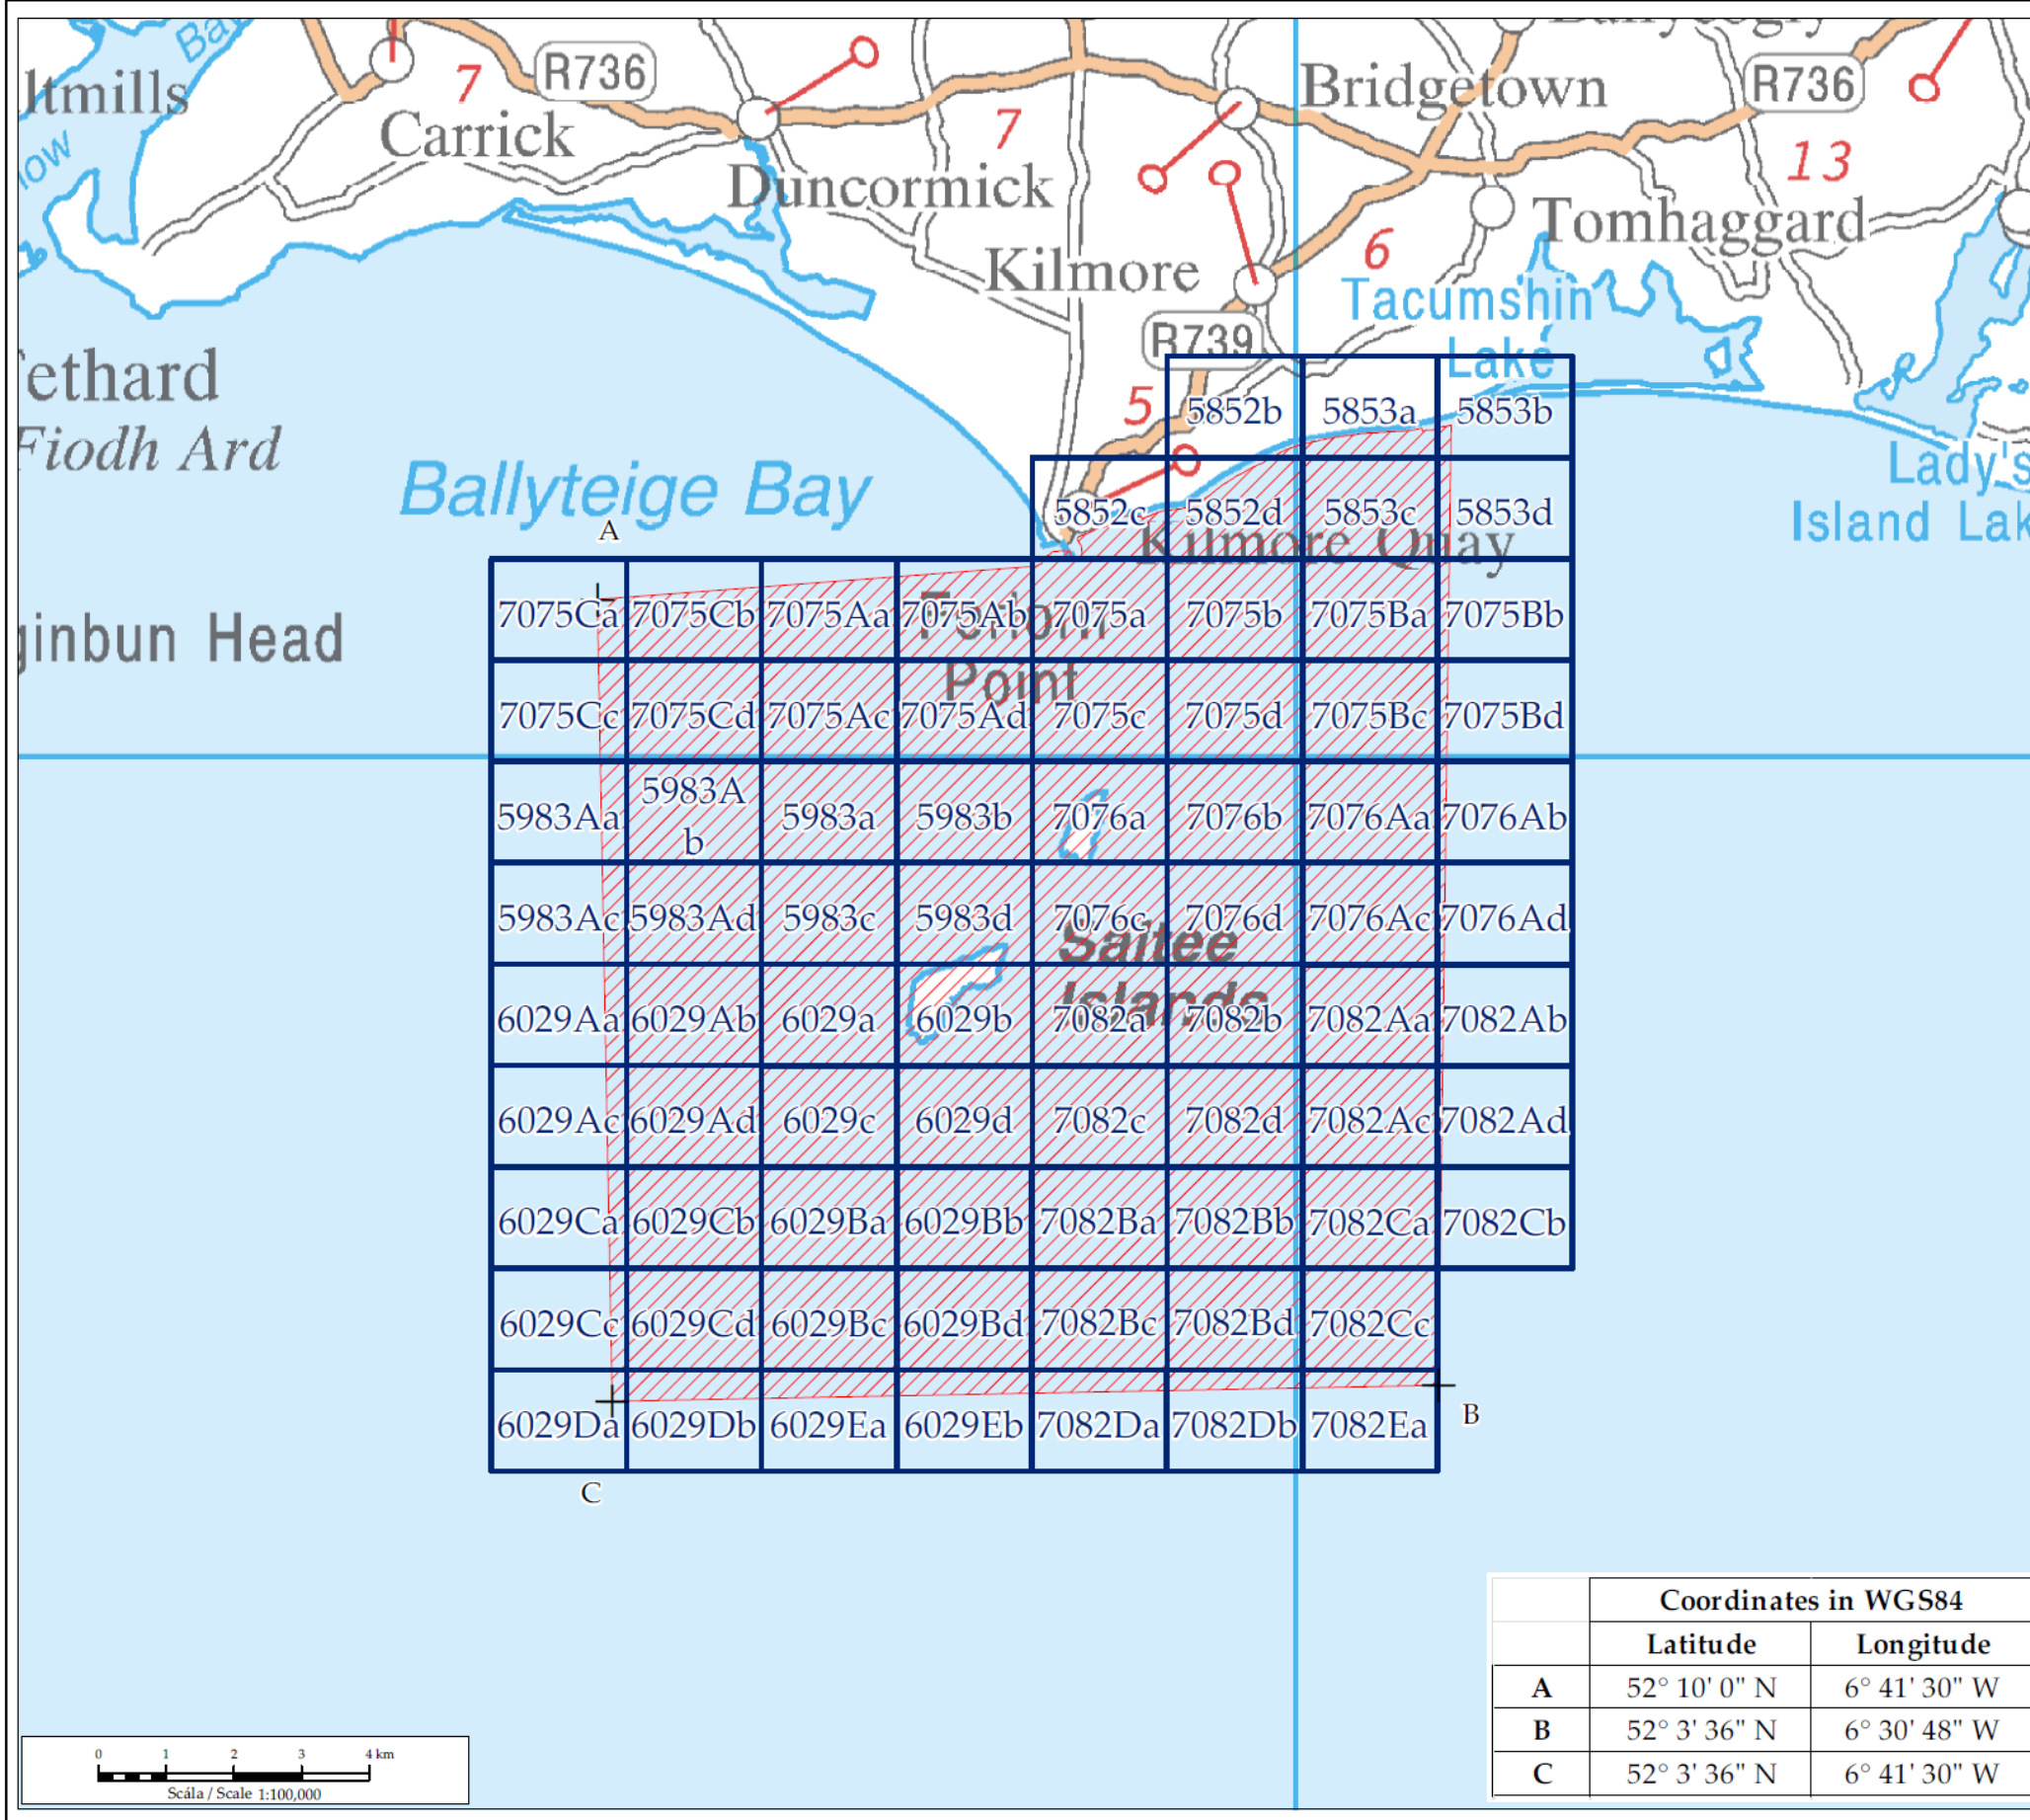 Ba
R736
7
Carrick
ltmills
low
Duncormick
7
Bridgetown
R736
13
Tomhaggard
6
Kilmore
Tacumshin
Lake
R739
5
ethard
Fiodh Ard
Ballyteige Bay
Lady's
Island Lak
A
Kilmore Quay
ginbun Head
Forlorn
Point
5852b 5853a 5853b
5852c 5852d 5853c 5853d
7075Ca 7075Cb 7075Aa 7075Ab 7075a 7075b 7075Ba 7075Bb
7075Cc 7075Cd 7075Ac 7075Ad 7075c 7075d 7075Bc 7075Bd
5983Aa 5983A
b 5983a 5983b 7076a 7076b 7076Aa 7076Ab
5983Ac 5983Ad 5983c 5983d 7076c 7076d 7076Ac 7076Ad
Saltee
Islands
6029Aa 6029Ab 6029a 6029b 7082a 7082b 7082Aa 7082Ab
6029Ac 6029Ad 6029c 6029d 7082c 7082d 7082Ac 7082Ad
6029Ca 6029Cb 6029Ba 6029Bb 7082Ba 7082Bb 7082Ca 7082Cb
6029Cc 6029Cd 6029Bc 6029Bd 7082Bc 7082Bd 7082Cc
6029Da 6029Db 6029Ea 6029Eb 7082Da 7082Db 7082Ea
B
C
Coordinates in WGS84
Latitude Longitude
A 52° 10' 0" N 6° 41' 30" W
B 52° 3' 36" N 6° 30' 48" W
C 52° 3' 36" N 6° 41' 30" W
0 1 2 3 4 km
Scála / Scale 1:100,000